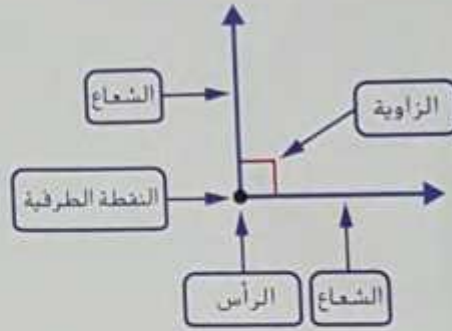 الشعاع
الزاوية
النقطة الطرفية
الرأس
الشعاع